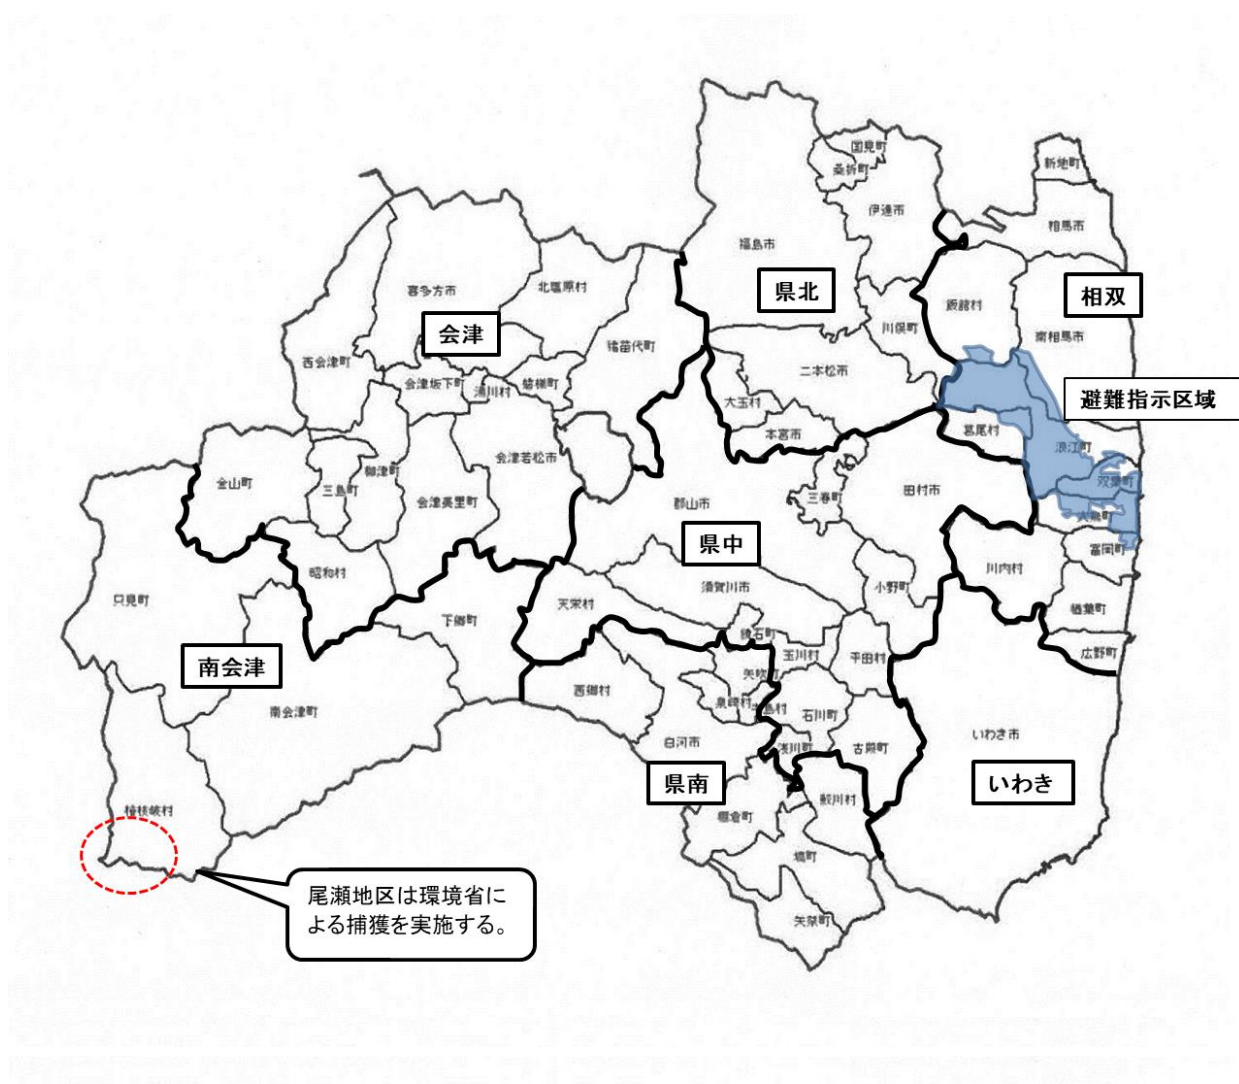 国見町
桑折町
新地町
伊達市
相馬市
福島市
県北
喜多方市
北塩原村
飯舘村
相双
会津
川俣町
南相馬市
猪苗代町
西会津町
二本松市
会津坂下町
湯川村
磐梯町
大玉村
避難指示区域
本宮市
葛尾村
浪江町
会津若松市
柳津町
金山町
三島町
会津美里町
三春町
田村市
双葉町
郡山市
大熊町
県中
富岡町
昭和村
川内村
須賀川市
小野町
只見町
天栄村
下郷町
楢葉町
鏡石町
玉川村
平田村
広野町
南会津
矢吹町
西郷村
泉崎村
中島村
南会津町
石川町
白河市
浅川町
古殿町
いわき市
県南
いわき
鮫川村
檜枝岐村
棚倉町
塙町
尾瀬地区は環境省に
よる捕獲を実施する。
矢祭町